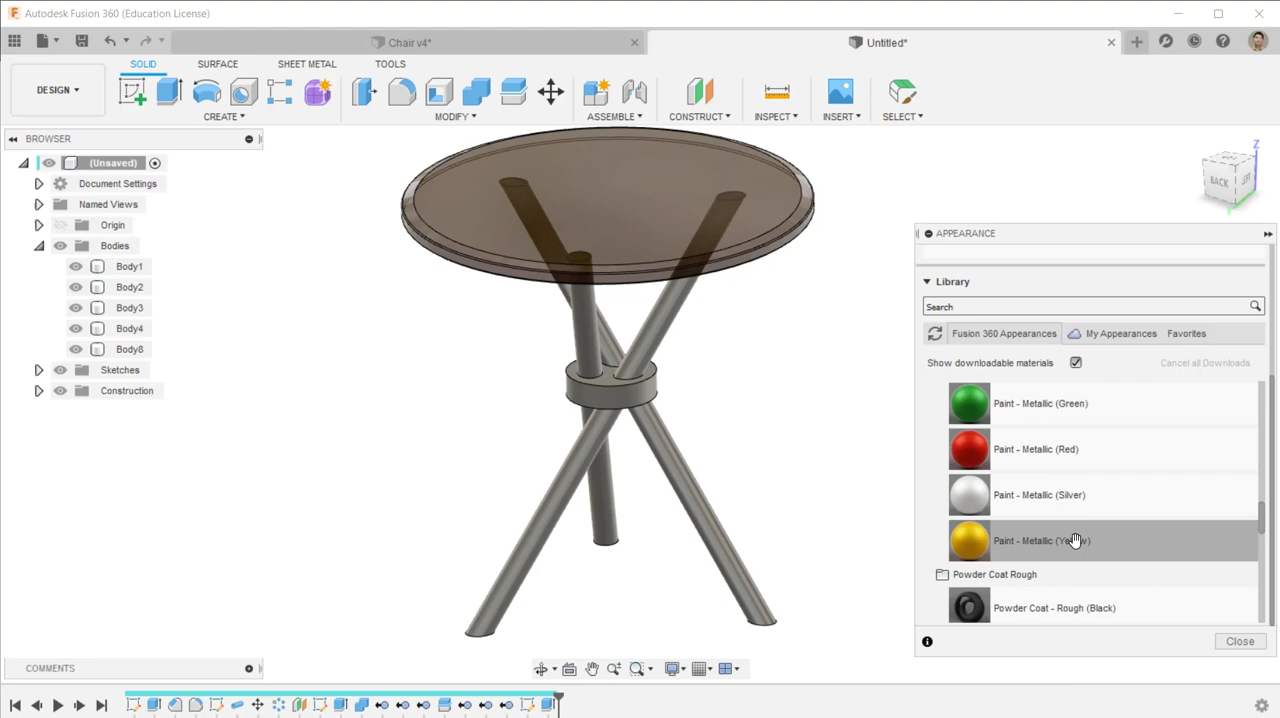 Autodesk Fusion 360 (Education License)
Chair v4*
Untitled*
DESIGN
SOLID SURFACE SHEET METAL TOOLS
CREATE MODIFY ASSEMBLE CONSTRUCT INSPECT INSERT SELECT
BROWSER
(Unsaved)
Document Settings
Named Views
Origin
Bodies
Body1
Body2
Body3
Body4
Body8
Sketches
Construction
Z
BACK
APPEARANCE
Library
Search
Fusion 360 Appearances My Appearances Favorites
Show downloadable materials Cancel all Downloads
Paint - Metallic (Green)
Paint - Metallic (Red)
Paint - Metallic (Silver)
Paint - Metallic (Yellow)
Powder Coat Rough
Powder Coat - Rough (Black)
Close
COMMENTS